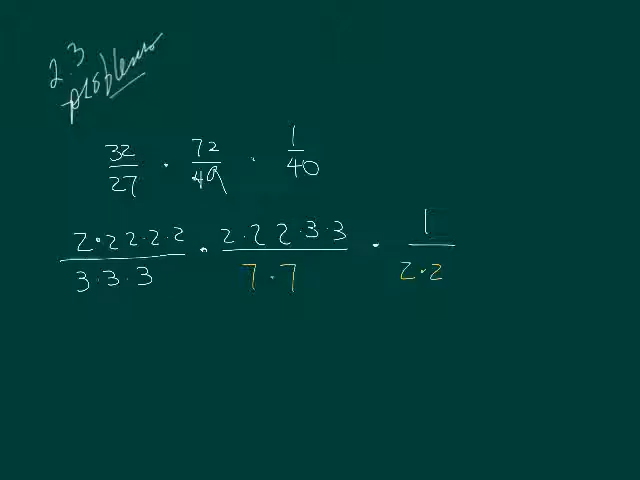 2.3
problems
32/27 · 72/49 · 1/40
2·2 2·2·2/3·3·3 · 2·2 2·3·3/7·7 · 1/2·2